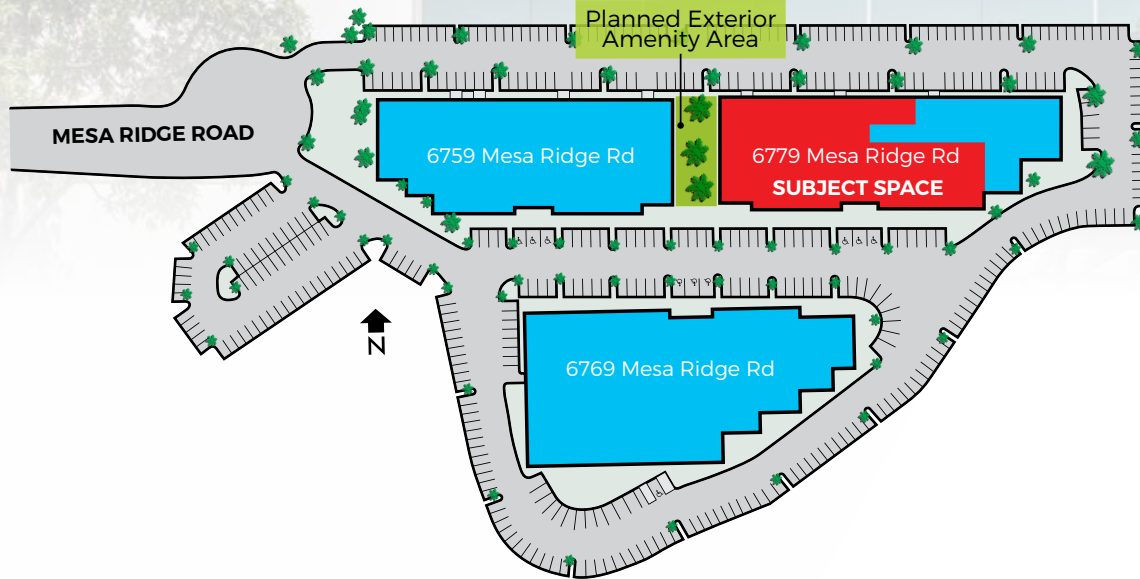 Planned Exterior
Amenity Area
MESA RIDGE ROAD
6759 Mesa Ridge Rd
6779 Mesa Ridge Rd
SUBJECT SPACE
6769 Mesa Ridge Rd
N